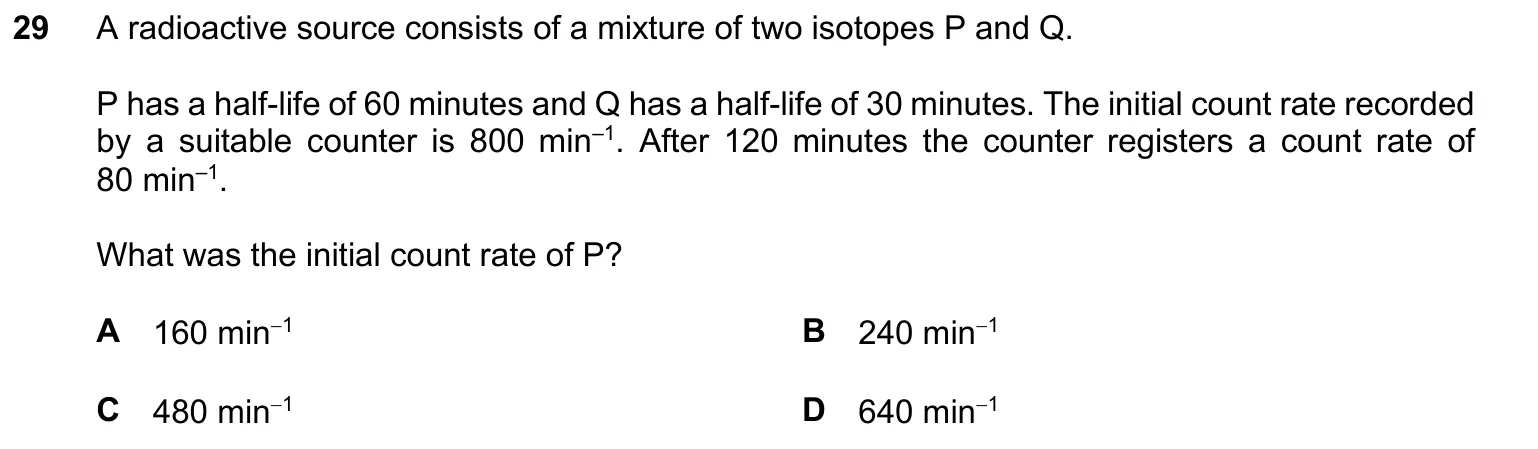 29 A radioactive source consists of a mixture of two isotopes P and Q.
P has a half-life of 60 minutes and Q has a half-life of 30 minutes. The initial count rate recorded
by a suitable counter is 800 min⁻¹. After 120 minutes the counter registers a count rate of
80 min⁻¹.
What was the initial count rate of P?
A 160 min⁻¹ B 240 min⁻¹
C 480 min⁻¹ D 640 min⁻¹